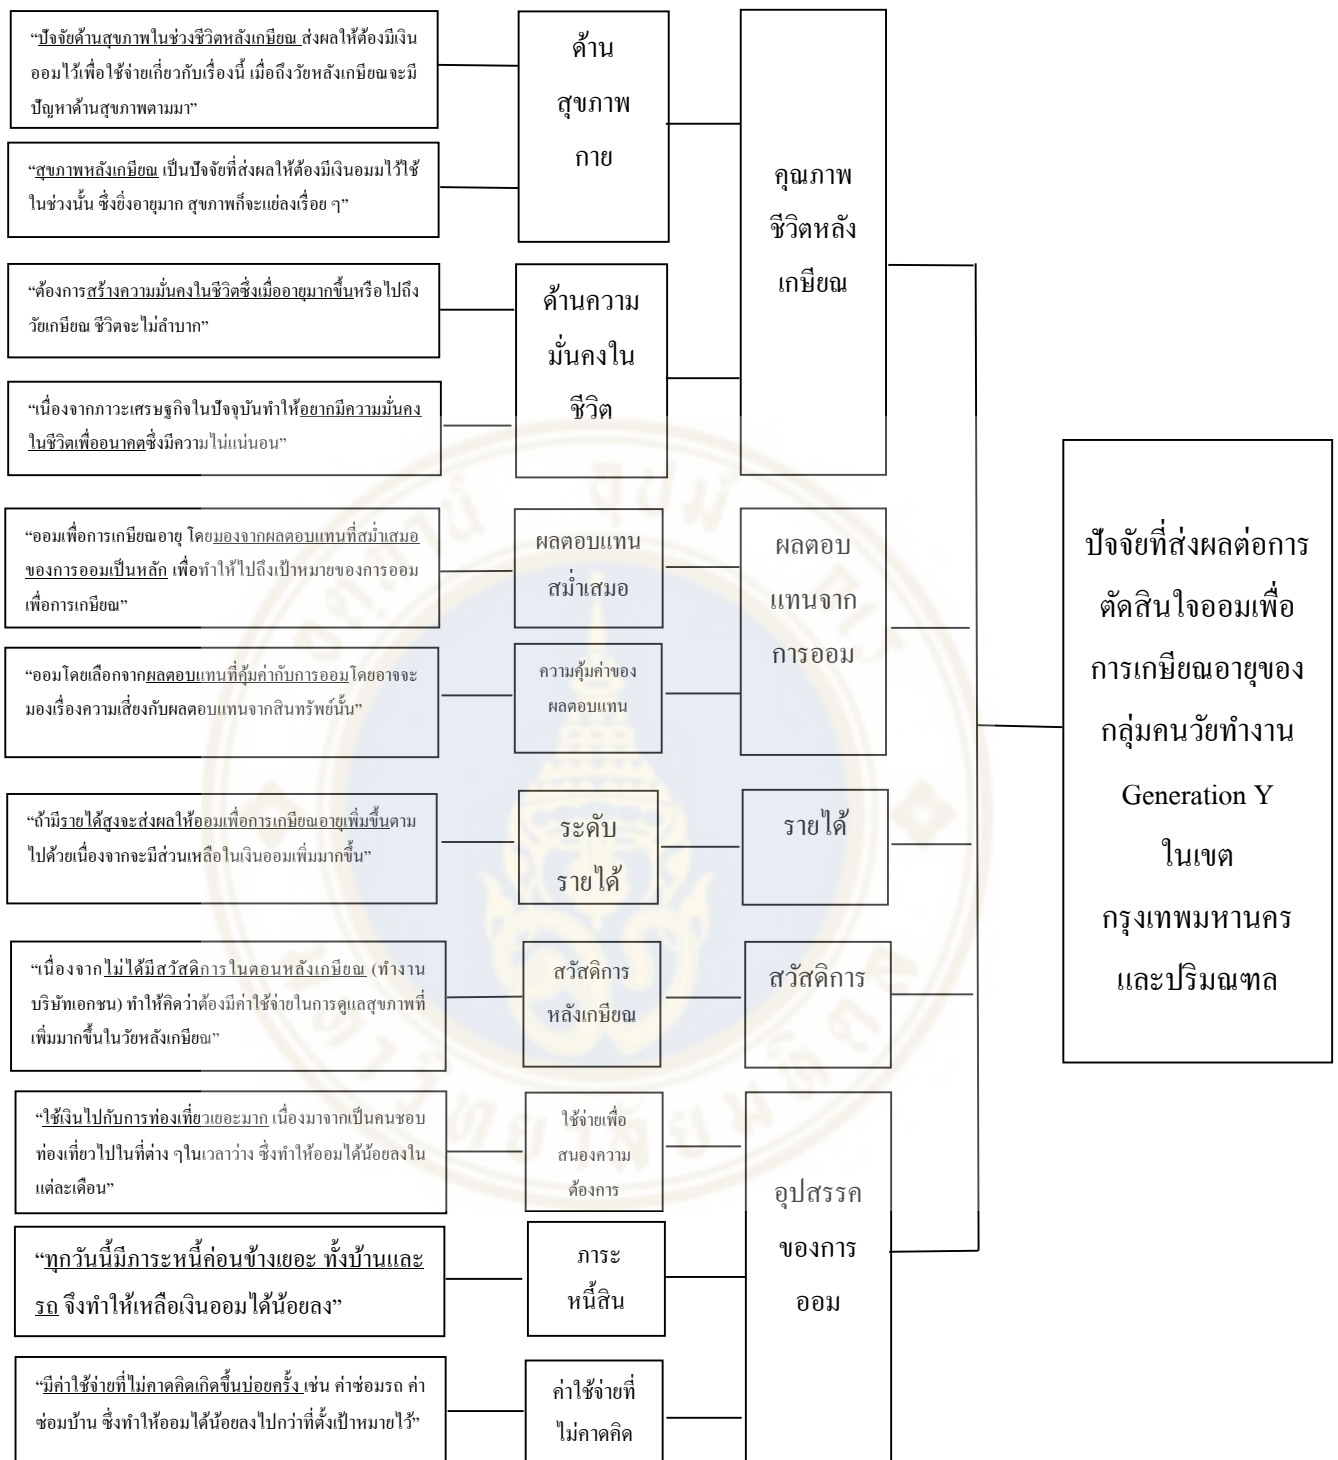 “ปัจจัยด้านสุขภาพในช่วงชีวิตหลังเกษียณ ส่งผลให้ต้องมีเงิน
ออมไว้เพื่อใช้จ่ายเกี่ยวกับเรื่องนี้ เมื่อถึงวัยหลังเกษียณจะมี
ปัญหาด้านสุขภาพตามมา”
“สุขภาพหลังเกษียณ เป็นปัจจัยที่ส่งผลให้ต้องมีเงินอมมไว้ใช้
ในช่วงนั้น ซึ่งยิ่งอายุมาก สุขภาพก็จะแย่ลงเรื่อย ๆ”
ด้าน
สุขภาพ
กาย
“ต้องการสร้างความมั่นคงในชีวิตซึ่งเมื่ออายุมากขึ้นหรือไปถึง
วัยเกษียณ ชีวิตจะไม่ลำบาก”
“เนื่องจากภาวะเศรษฐกิจในปัจจุบันทำให้อยากมีความมั่นคง
ในชีวิตเพื่ออนาคตซึ่งมีความไน่แน่นอน”
ด้านความ
มั่นคงใน
ชีวิต
คุณภาพ
ชีวิตหลัง
เกษียณ
“ออมเพื่อการเกษียณอายุ โดยมองจากผลตอบแทนที่สม่ำเสมอ
ของการออมเป็นหลัก เพื่อทำให้ไปถึงเป้าหมายของการออม
เพื่อการเกษียณ”
ผลตอบแทน
สม่ำเสมอ
“ออมโดยเลือกจากผลตอบแทนที่คุ้มค่ากับการออมโดยอาจจะ
มองเรื่องความเสี่ยงกับผลตอบแทนจากสินทรัพย์นั้น”
ความคุ้มค่าของ
ผลตอบแทน
ผลตอบ
แทนจาก
การออม
“ถ้ามีรายได้สูงจะส่งผลให้ออมเพื่อการเกษียณอายุเพิ่มขึ้นตาม
ไปด้วยเนื่องจากจะมีส่วนเหลือในเงินออมเพิ่มมากขึ้น”
ระดับ
รายได้
รายได้
“เนื่องจากไม่ได้มีสวัสดิการในตอนหลังเกษียณ (ทำงาน
บริษัทเอกชน) ทำให้คิดว่าต้องมีค่าใช้จ่ายในการดูแลสุขภาพที่
เพิ่มมากขึ้นในวัยหลังเกษียณ”
สวัสดิการ
หลังเกษียณ
สวัสดิการ
“ใช้เงินไปกับการท่องเที่ยวเยอะมาก เนื่องมาจากเป็นคนชอบ
ท่องเที่ยวไปในที่ต่าง ๆในเวลาว่าง ซึ่งทำให้ออมได้น้อยลงใน
แต่ละเดือน”
ใช้จ่ายเพื่อ
สนองความ
ต้องการ
“ทุกวันนี้มีภาระหนี้ค่อนข้างเยอะ ทั้งบ้านและ
รถ จึงทำให้เหลือเงินออมได้น้อยลง”
ภาระ
หนี้สิน
“มีค่าใช้จ่ายที่ไม่คาดคิดเกิดขึ้นบ่อยครั้ง เช่น ค่าซ่อมรถ ค่า
ซ่อมบ้าน ซึ่งทำให้ออมได้น้อยลงไปกว่าที่ตั้งเป้าหมายไว้”
ค่าใช้จ่ายที่
ไม่คาดคิด
อุปสรรค
ของการ
ออม
ปัจจัยที่ส่งผลต่อการ
ตัดสินใจออมเพื่อ
การเกษียณอายุของ
กลุ่มคนวัยทำงาน
Generation Y
ในเขต
กรุงเทพมหานคร
และปริมณฑล
มหาวิทยาลัยมหิดล